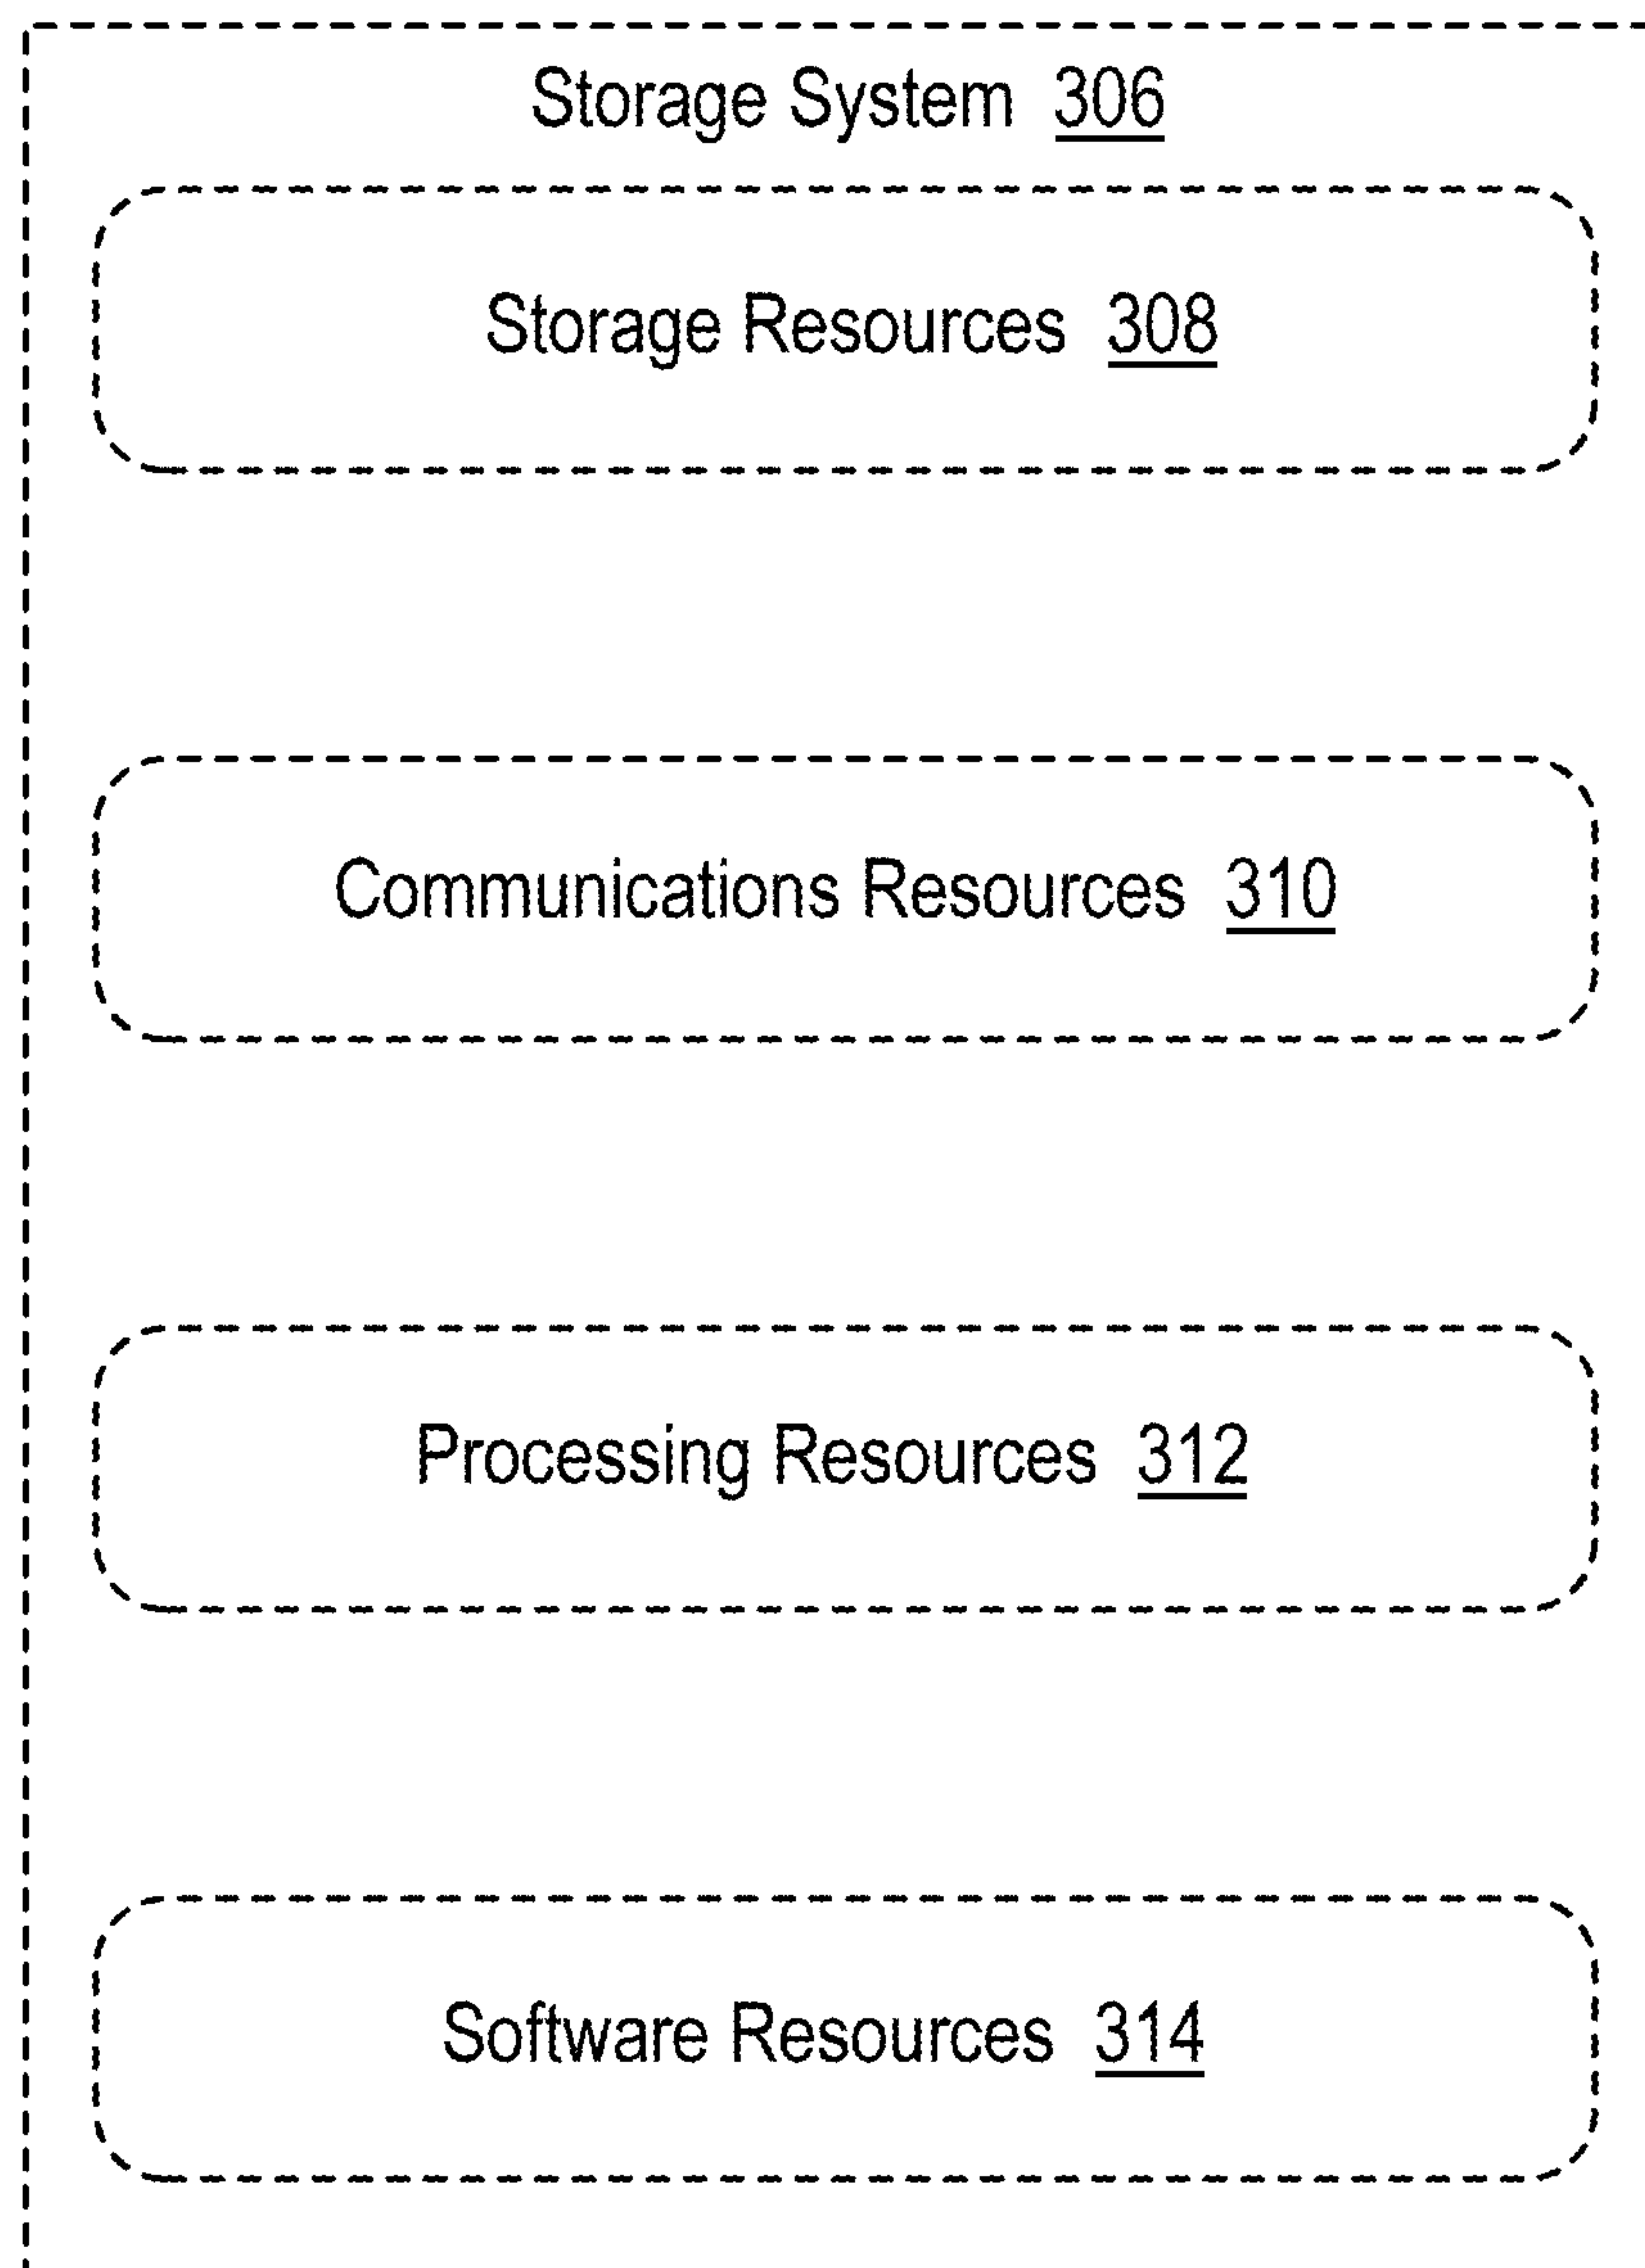 Storage System 306
Storage Resources 308
Communications Resources 310
Processing Resources 312
Software Resources 314